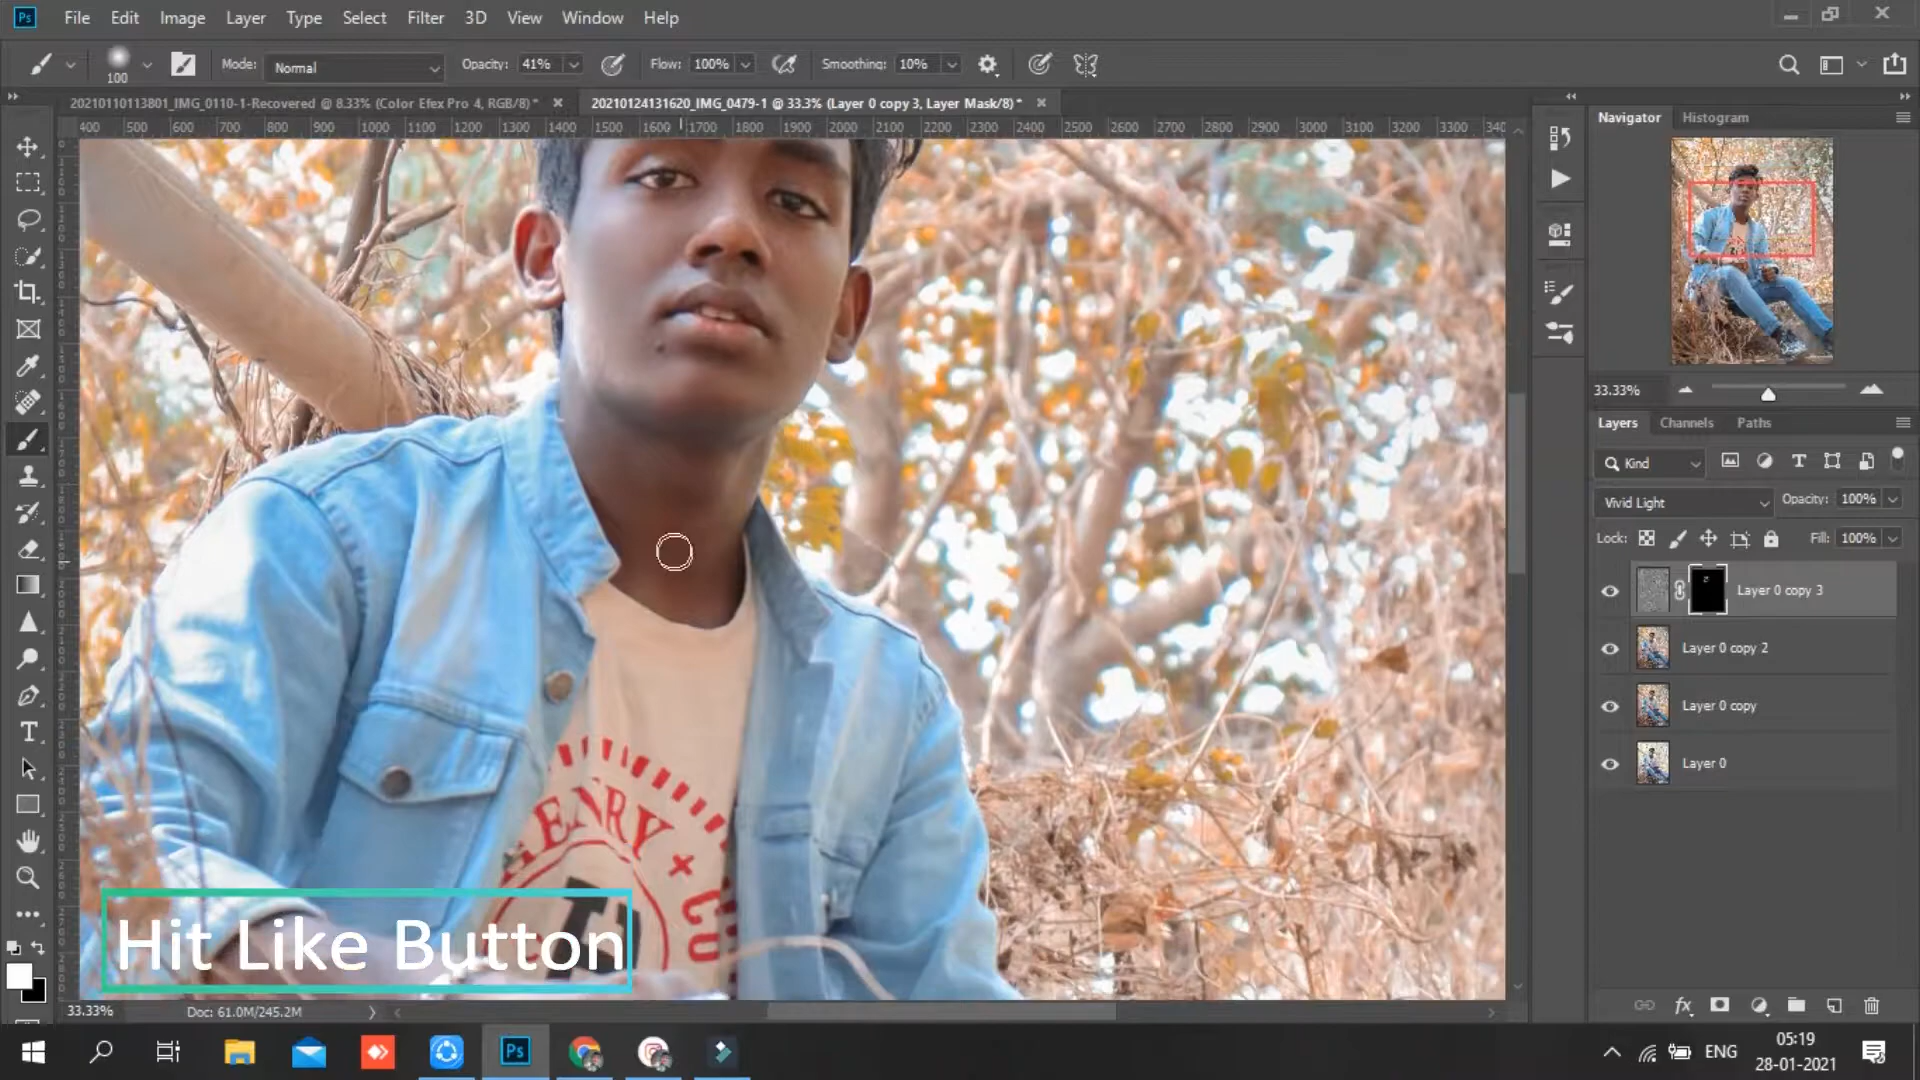 Ps File Edit Image Layer Type Select Filter 3D View Window Help
100 Mode: Normal Opacity: 41% Flow: 100% Smoothing: 10%
20210110113801_IMG_0110-1-Recovered @ 8.33% (Color Efex Pro 4, RGB/8) * 20210124131620_IMG_0479-1 @ 33.3% (Layer 0 copy 3, Layer Mask/8) *
400 500 600 700 800 900 1000 1100 1200 1300 1400 1500 1600 1700 1800 1900 2000 2100 2200 2300 2400 2500 2600 2700 2800 2900 3000 3100 3200 3300 340
Navigator Histogram
33.33%
Layers Channels Paths
Kind
Vivid Light Opacity: 100%
Lock: Fill: 100%
Layer 0 copy 3
Layer 0 copy 2
Layer 0 copy
Layer 0
HENRY
CU
Hit Like Button
33.33% Doc: 61.0M/245.2M
Ps
ENG
05:19
28-01-2021